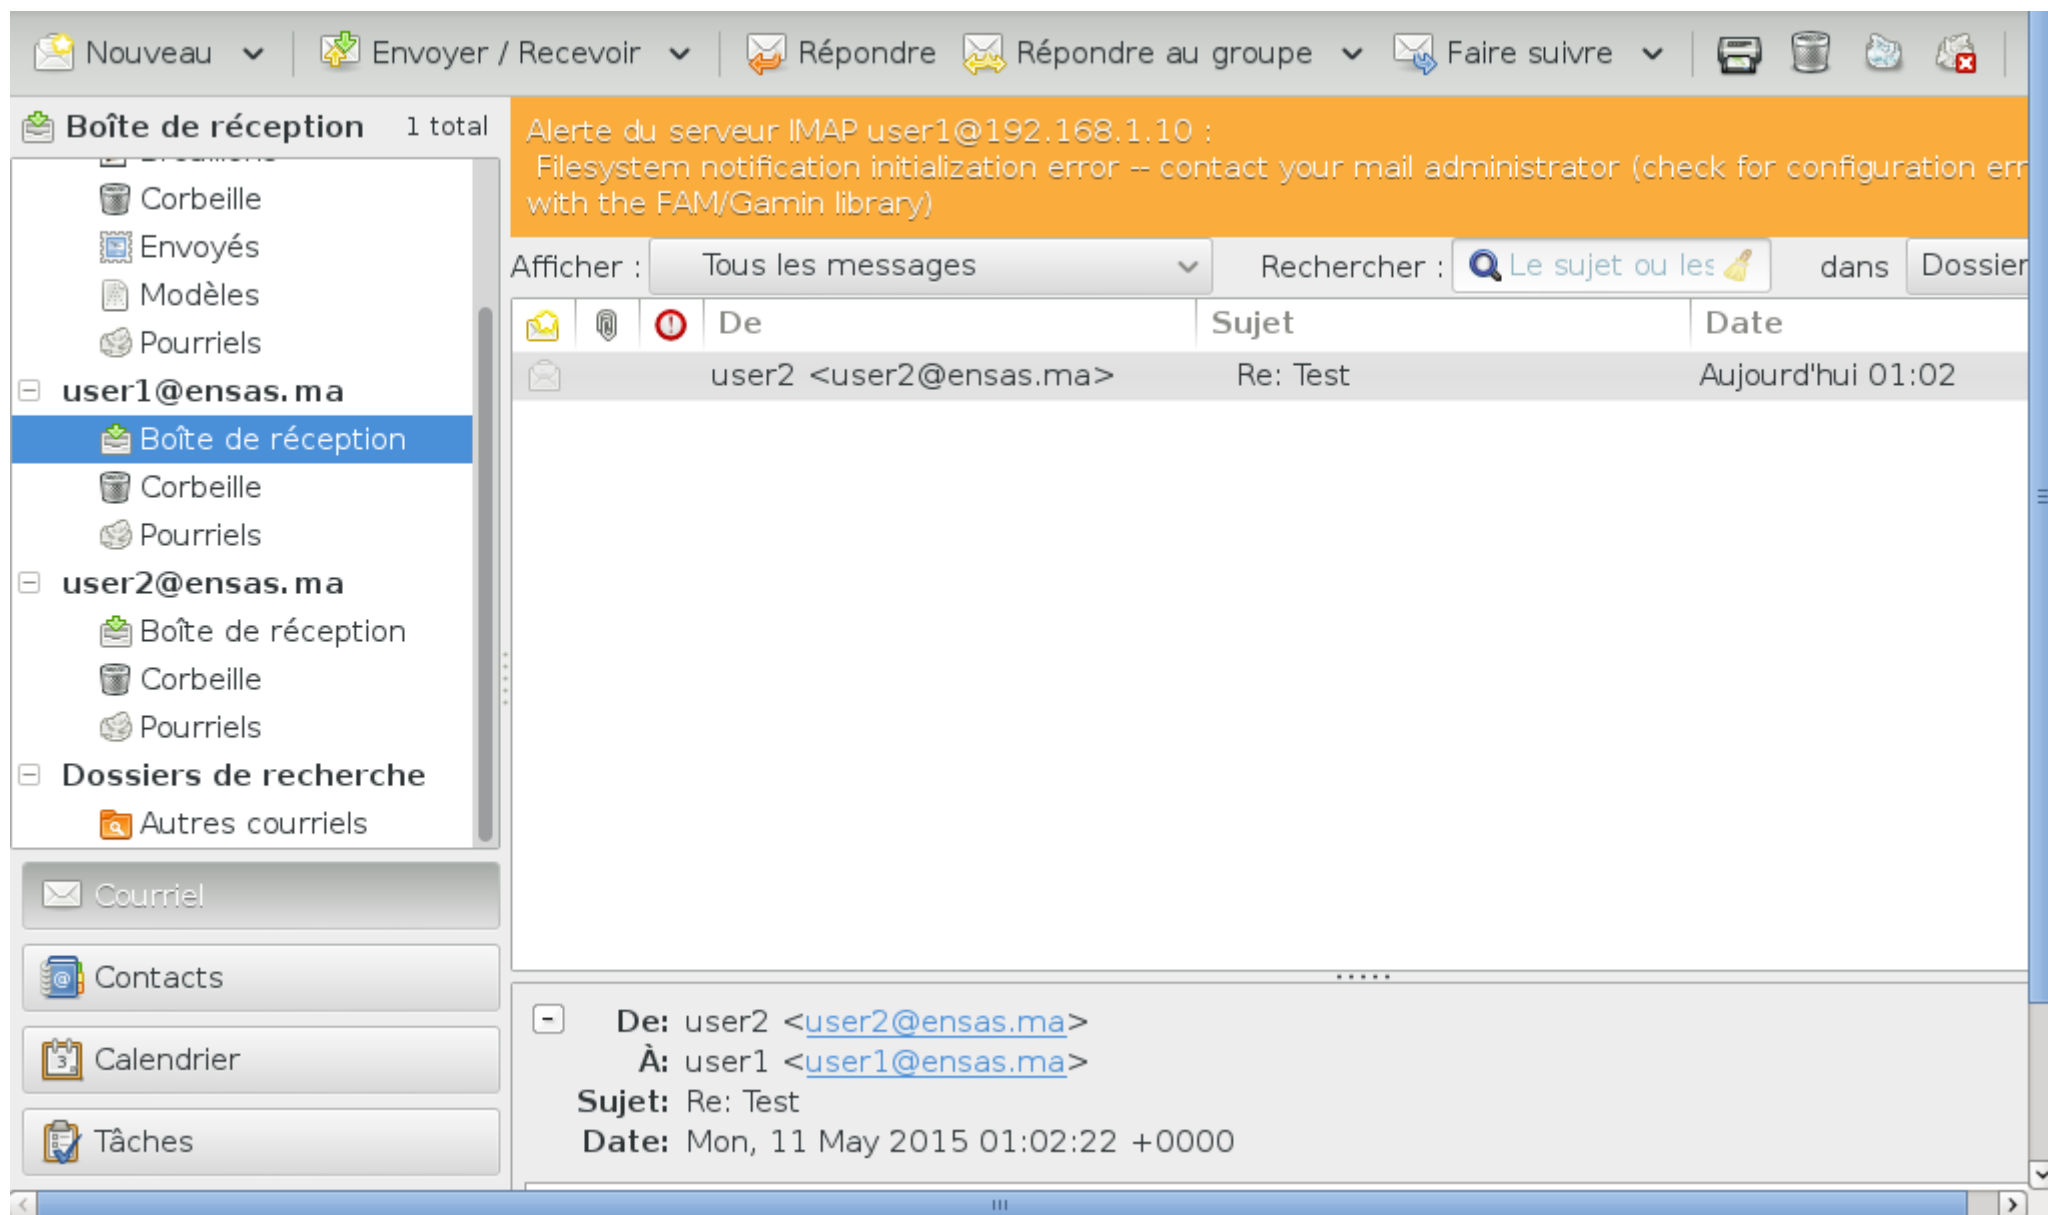 Nouveau Envoyer / Recevoir Répondre Répondre au groupe Faire suivre
Boîte de réception 1 total
Corbeille
Envoyés
Modèles
Pourriels
user1@ensas.ma
Boîte de réception
Corbeille
Pourriels
user2@ensas.ma
Boîte de réception
Corbeille
Pourriels
Dossiers de recherche
Autres courriels
Courriel
Contacts
Calendrier
Tâches
Alerte du serveur IMAP user1@192.168.1.10 :
Filesystem notification initialization error -- contact your mail administrator (check for configuration err
with the FAM/Gamin library)
Afficher : Tous les messages Rechercher : Le sujet ou les dans Dossier
De Sujet Date
user2 <user2@ensas.ma> Re: Test Aujourd'hui 01:02
De: user2 <user2@ensas.ma>
À: user1 <user1@ensas.ma>
Sujet: Re: Test
Date: Mon, 11 May 2015 01:02:22 +0000